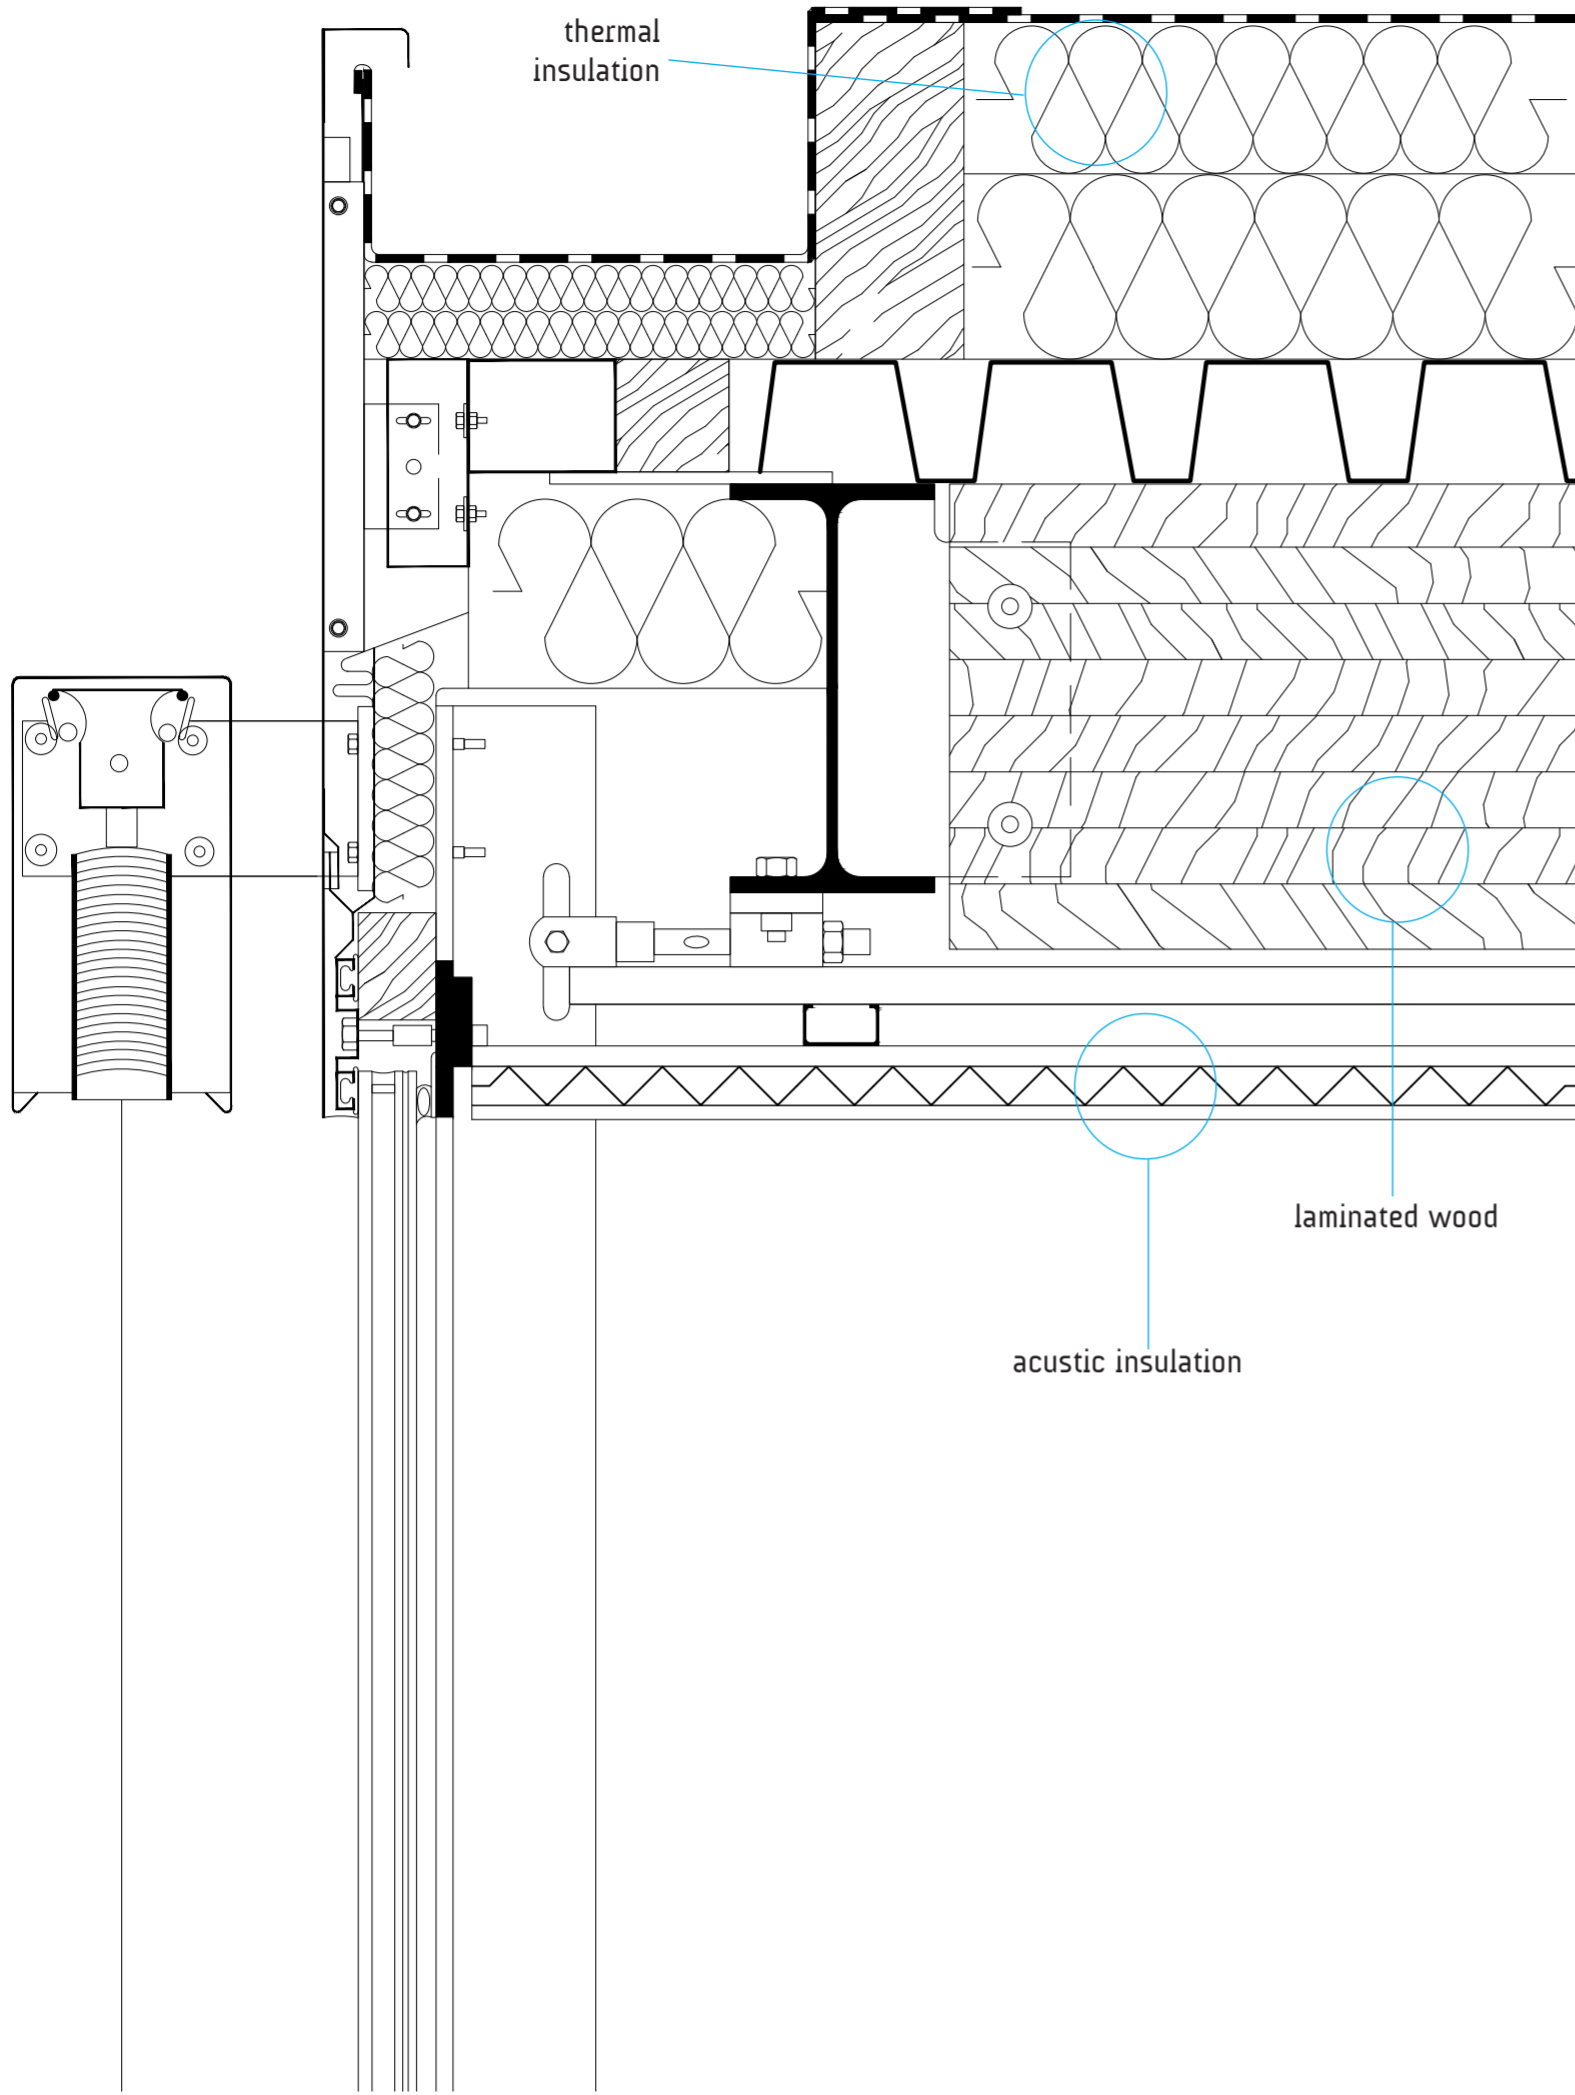 thermal
insulation
laminated wood
acustic insulation